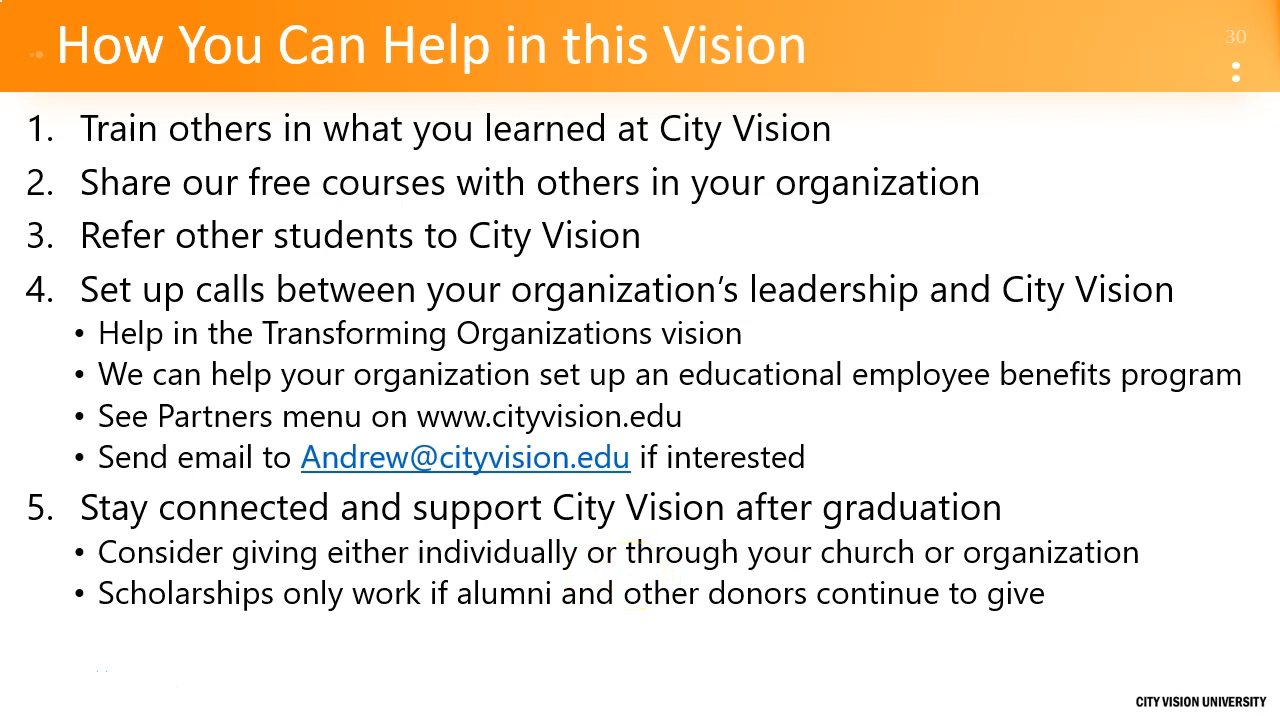 How You Can Help in this Vision
30
1. Train others in what you learned at City Vision
2. Share our free courses with others in your organization
3. Refer other students to City Vision
4. Set up calls between your organization’s leadership and City Vision
• Help in the Transforming Organizations vision
• We can help your organization set up an educational employee benefits program
• See Partners menu on www.cityvision.edu
• Send email to Andrew@cityvision.edu if interested
5. Stay connected and support City Vision after graduation
• Consider giving either individually or through your church or organization
• Scholarships only work if alumni and other donors continue to give
CITY VISION UNIVERSITY